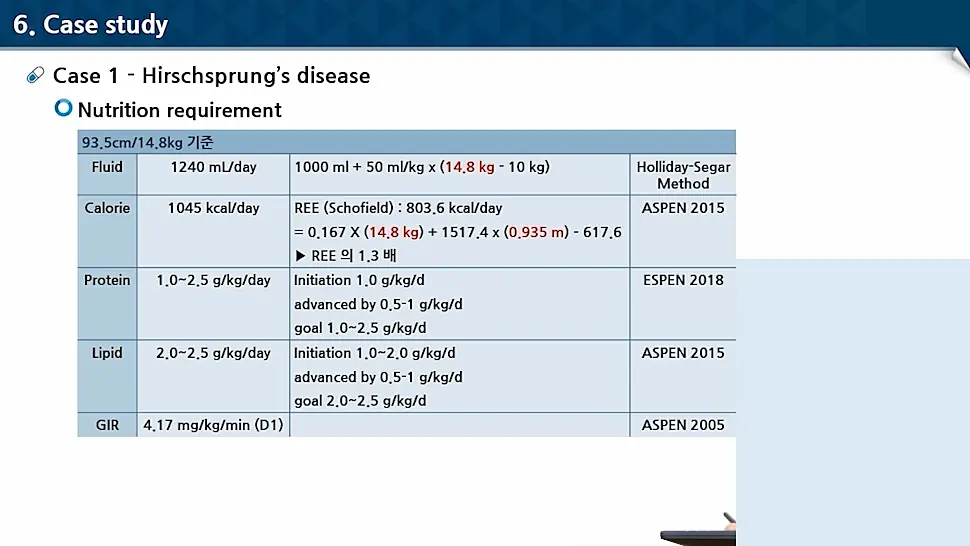 6. Case study
Case 1 - Hirschsprung's disease
Nutrition requirement
93.5cm/14.8kg 기준
Fluid 1240 mL/day 1000 ml + 50 ml/kg x (14.8 kg - 10 kg) Holliday-Segar
Method
Calorie 1045 kcal/day REE (Schofield) : 803.6 kcal/day ASPEN 2015
= 0.167 X (14.8 kg) + 1517.4 x (0.935 m) - 617.6
▶ REE 의 1.3 배
Protein 1.0~2.5 g/kg/day Initiation 1.0 g/kg/d ESPEN 2018
advanced by 0.5-1 g/kg/d
goal 1.0~2.5 g/kg/d
Lipid 2.0~2.5 g/kg/day Initiation 1.0~2.0 g/kg/d ASPEN 2015
advanced by 0.5-1 g/kg/d
goal 2.0~2.5 g/kg/d
GIR 4.17 mg/kg/min (D1) ASPEN 2005